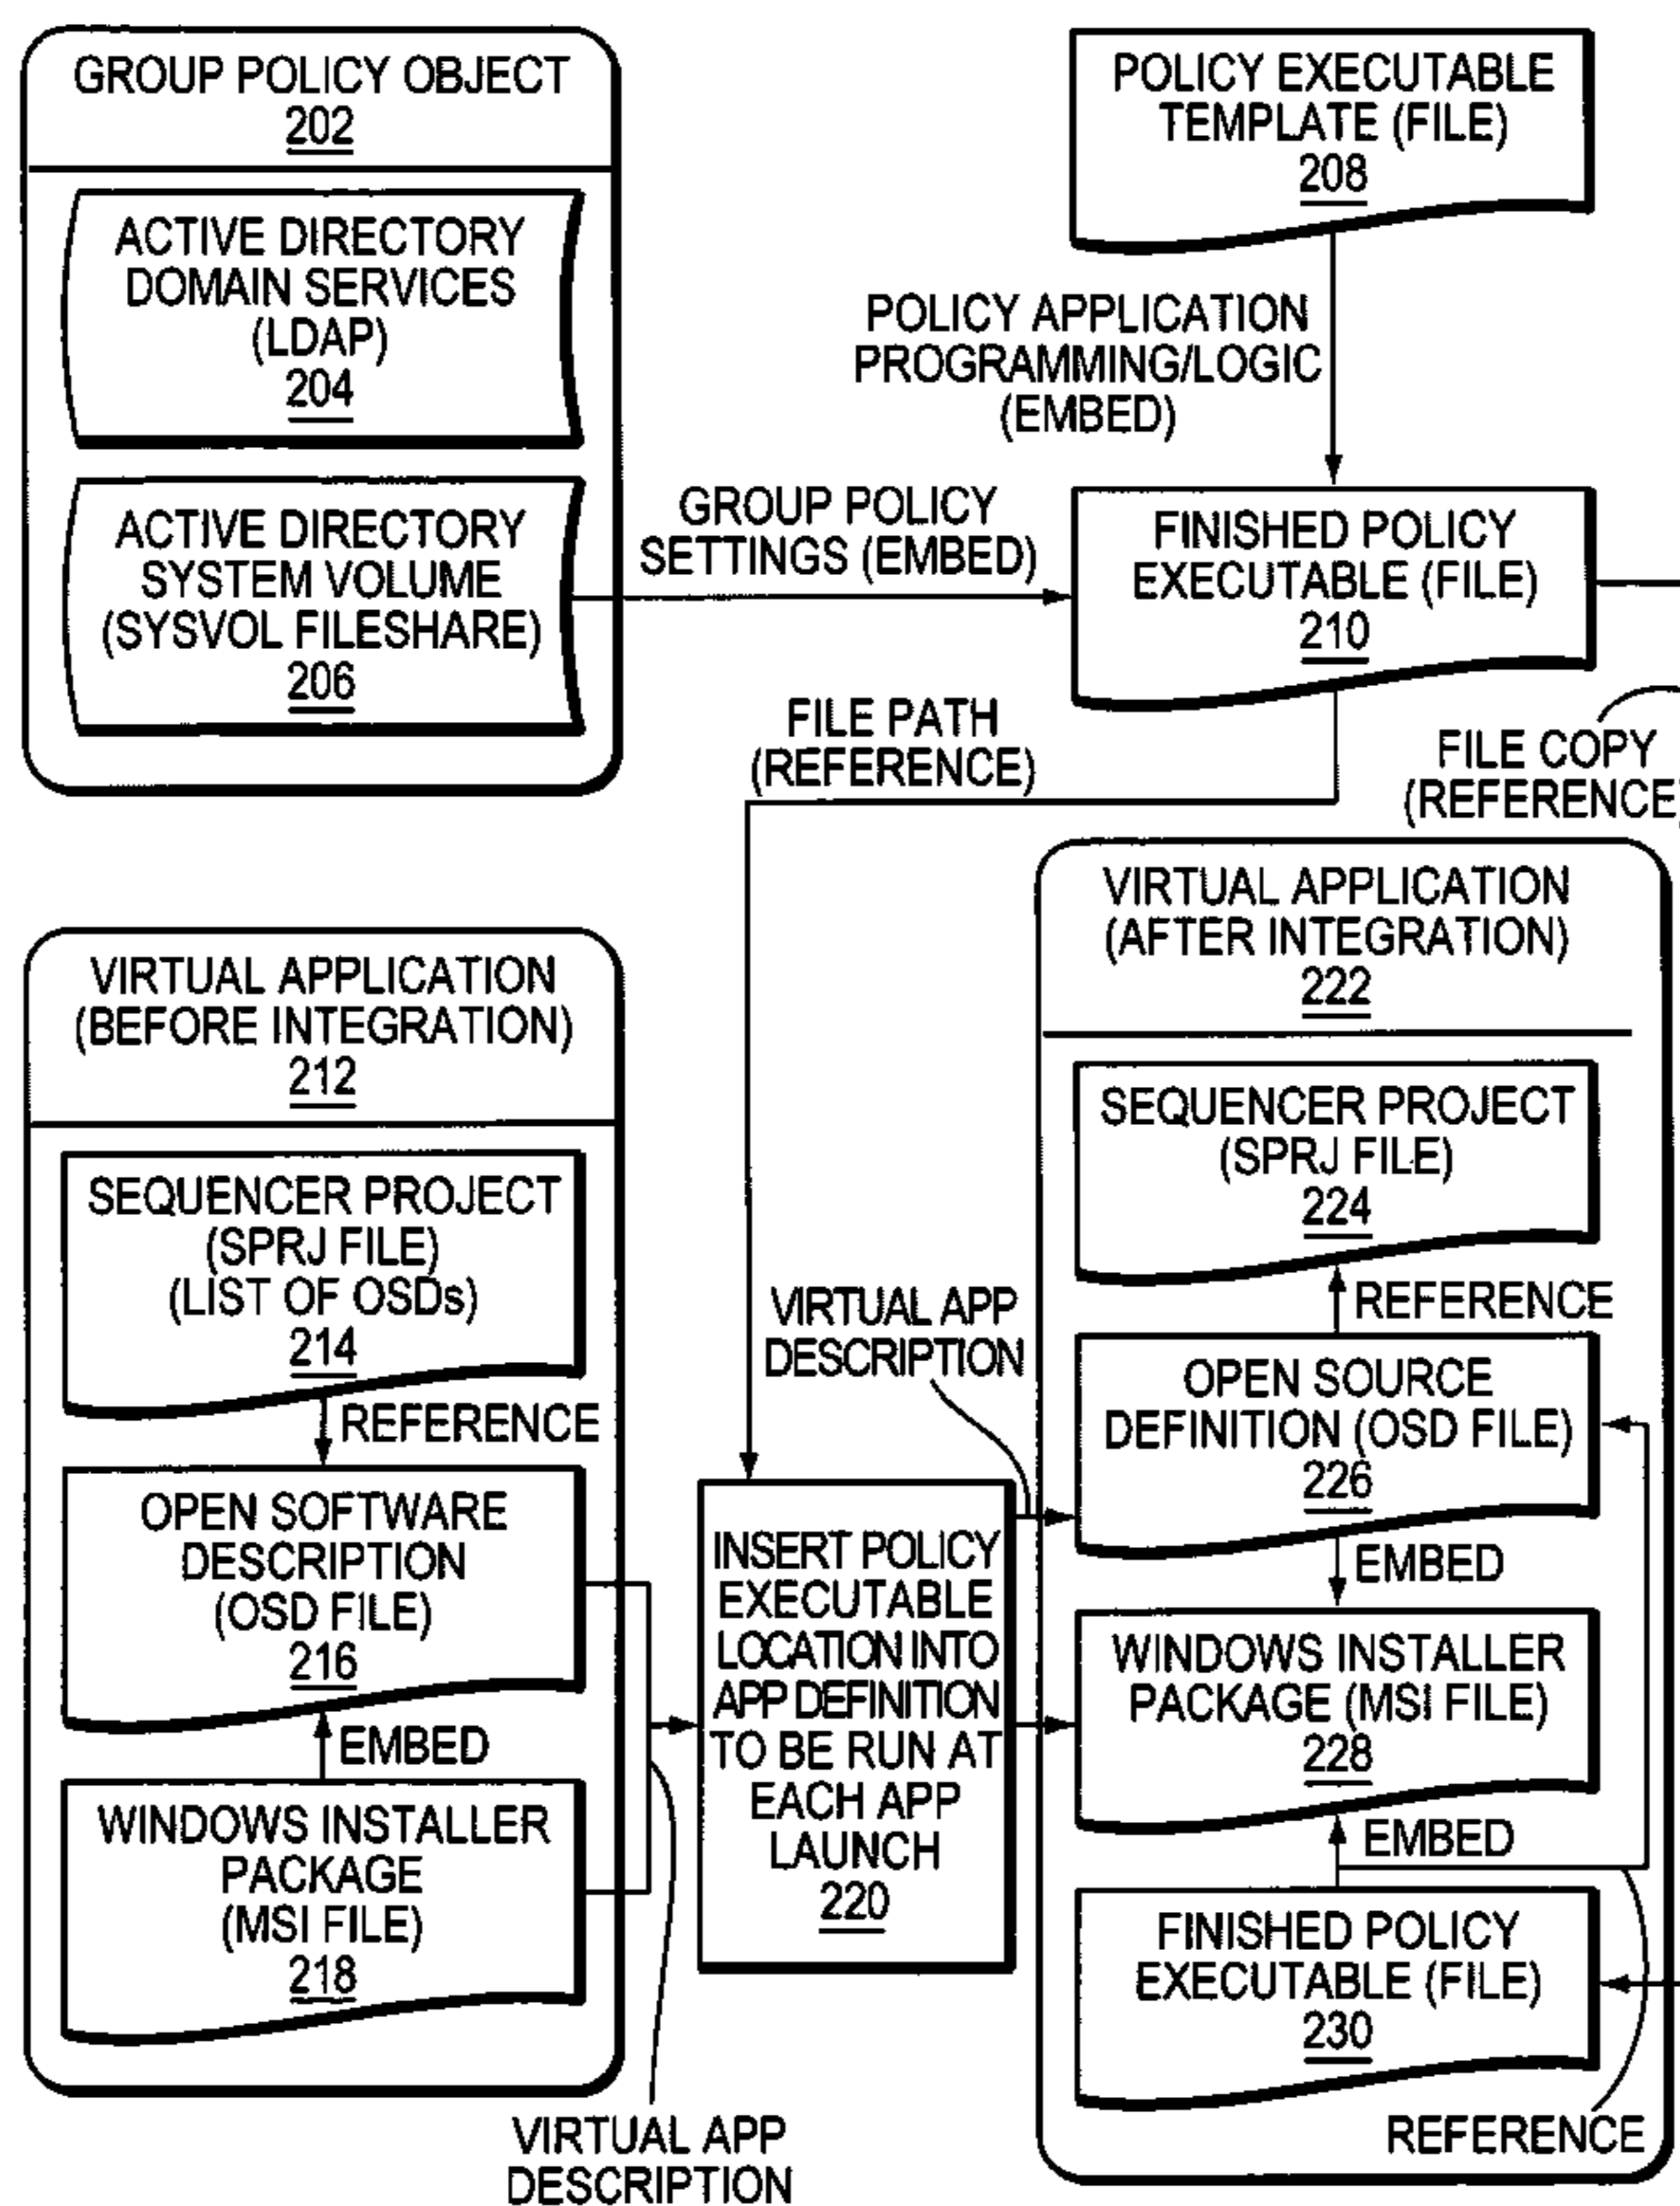 GROUP POLICY OBJECT
202
ACTIVE DIRECTORY
DOMAIN SERVICES
(LDAP)
204
ACTIVE DIRECTORY
SYSTEM VOLUME
(SYSVOL FILESHARE)
206
POLICY EXECUTABLE
TEMPLATE (FILE)
208
POLICY APPLICATION
PROGRAMMING/LOGIC
(EMBED)
GROUP POLICY
SETTINGS (EMBED)
FINISHED POLICY
EXECUTABLE (FILE)
210
FILE PATH
(REFERENCE)
FILE COPY
(REFERENCE)
VIRTUAL APPLICATION
(BEFORE INTEGRATION)
212
SEQUENCER PROJECT
(SPRJ FILE)
(LIST OF OSDs)
214
REFERENCE
OPEN SOFTWARE
DESCRIPTION
(OSD FILE)
216
EMBED
WINDOWS INSTALLER
PACKAGE
(MSI FILE)
218
VIRTUAL APP
DESCRIPTION
INSERT POLICY
EXECUTABLE
LOCATION INTO
APP DEFINITION
TO BE RUN AT
EACH APP
LAUNCH
220
VIRTUAL APP
DESCRIPTION
VIRTUAL APPLICATION
(AFTER INTEGRATION)
222
SEQUENCER PROJECT
(SPRJ FILE)
224
REFERENCE
OPEN SOURCE
DEFINITION (OSD FILE)
226
EMBED
WINDOWS INSTALLER
PACKAGE (MSI FILE)
228
EMBED
FINISHED POLICY
EXECUTABLE (FILE)
230
REFERENCE